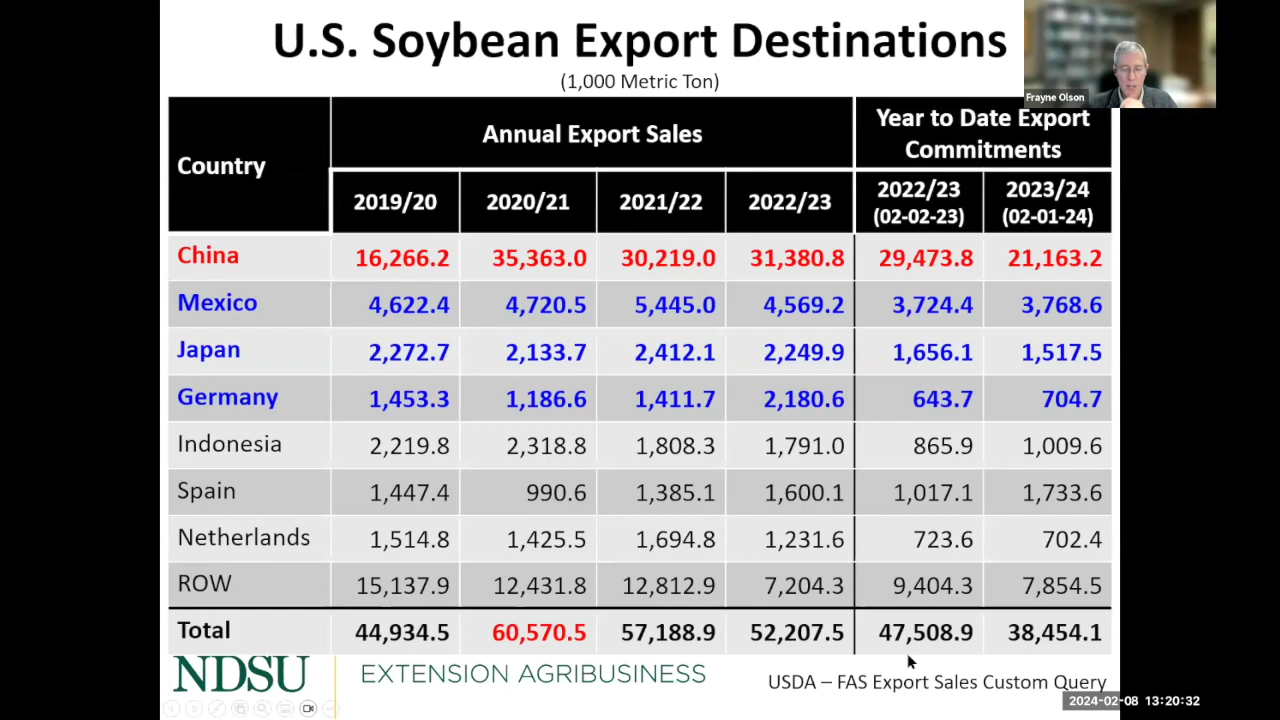 U.S. Soybean Export Destinations
(1,000 Metric Ton)
Frayne Olson
Country Annual Export Sales Year to Date Export Commitments
2019/20 2020/21 2021/22 2022/23 2022/23 (02-02-23) 2023/24 (02-01-24)
China 16,266.2 35,363.0 30,219.0 31,380.8 29,473.8 21,163.2
Mexico 4,622.4 4,720.5 5,445.0 4,569.2 3,724.4 3,768.6
Japan 2,272.7 2,133.7 2,412.1 2,249.9 1,656.1 1,517.5
Germany 1,453.3 1,186.6 1,411.7 2,180.6 643.7 704.7
Indonesia 2,219.8 2,318.8 1,808.3 1,791.0 865.9 1,009.6
Spain 1,447.4 990.6 1,385.1 1,600.1 1,017.1 1,733.6
Netherlands 1,514.8 1,425.5 1,694.8 1,231.6 723.6 702.4
ROW 15,137.9 12,431.8 12,812.9 7,204.3 9,404.3 7,854.5
Total 44,934.5 60,570.5 57,188.9 52,207.5 47,508.9 38,454.1
NDSU EXTENSION AGRIBUSINESS
USDA – FAS Export Sales Custom Query
2024-02-08 13:20:32